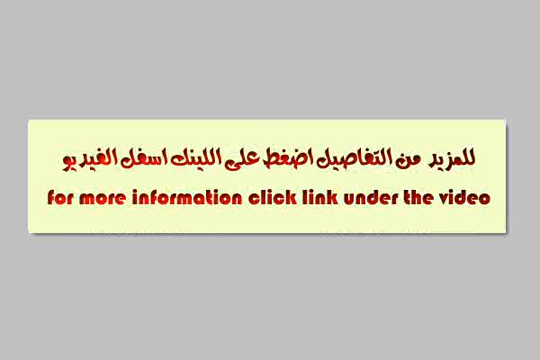 للمزيد من التفاصيل اضغط على اللينك اسفل الفيديو
for more information click link under the video